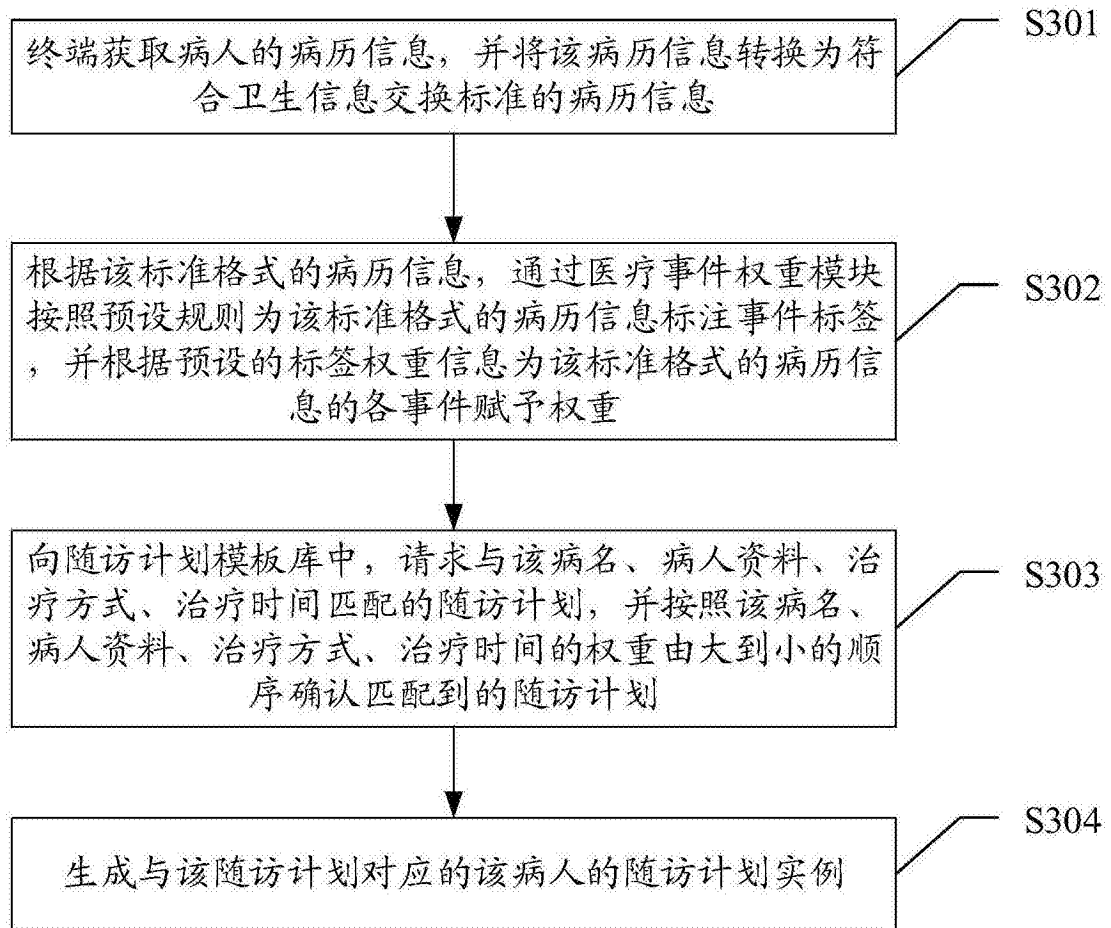 S301
终端获取病人的病历信息，并将该病历信息转换为符
合卫生信息交换标准的病历信息
S302
根据该标准格式的病历信息，通过医疗事件权重模块
按照预设规则为该标准格式的病历信息标注事件标签
，并根据预设的标签权重信息为该标准格式的病历信
息的各事件赋予权重
S303
向随访计划模板库中，请求与该病名、病人资料、治
疗方式、治疗时间匹配的随访计划，并按照该病名、
病人资料、治疗方式、治疗时间的权重由大到小的顺
序确认匹配到的随访计划
S304
生成与该随访计划对应的该病人的随访计划实例